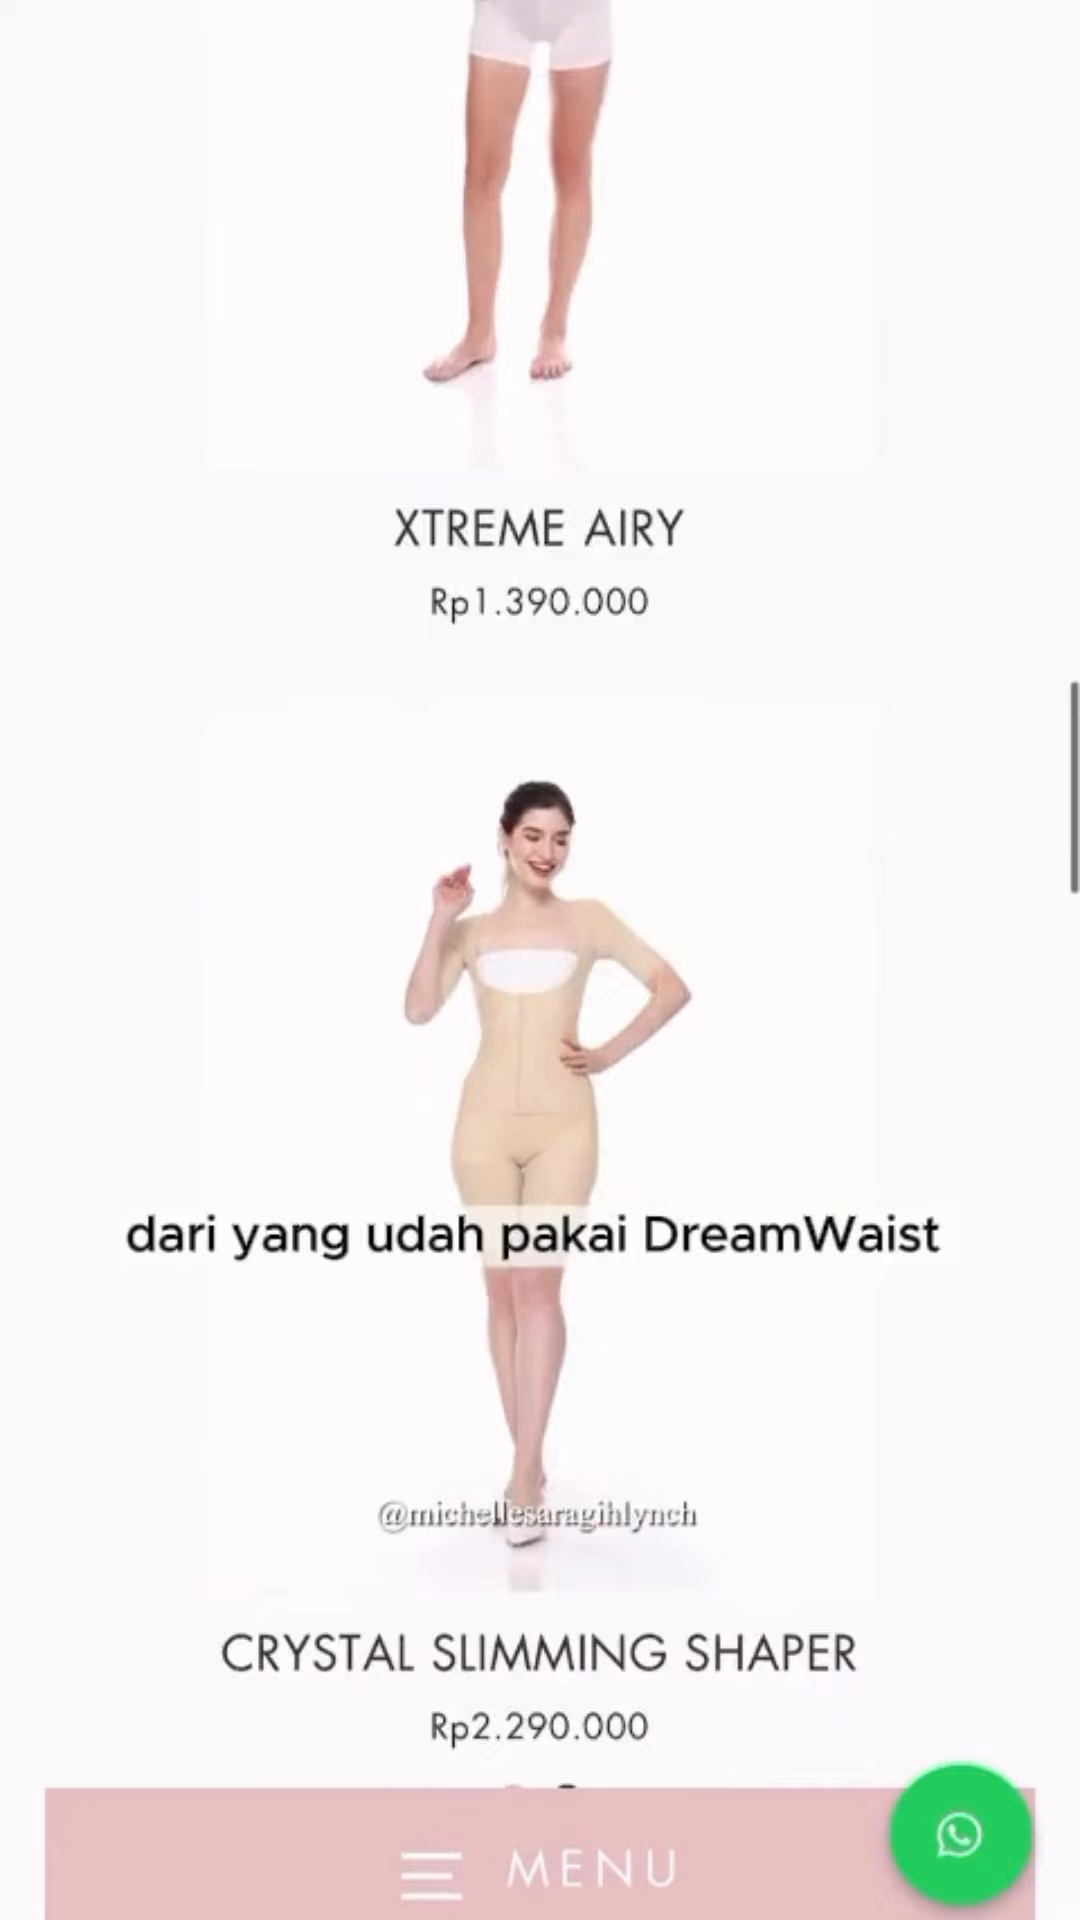 XTREME AIRY
Rp1.390.000
dari yang udah pakai DreamWaist
@michellesaragihlynch
CRYSTAL SLIMMING SHAPER
Rp2.290.000
MENU